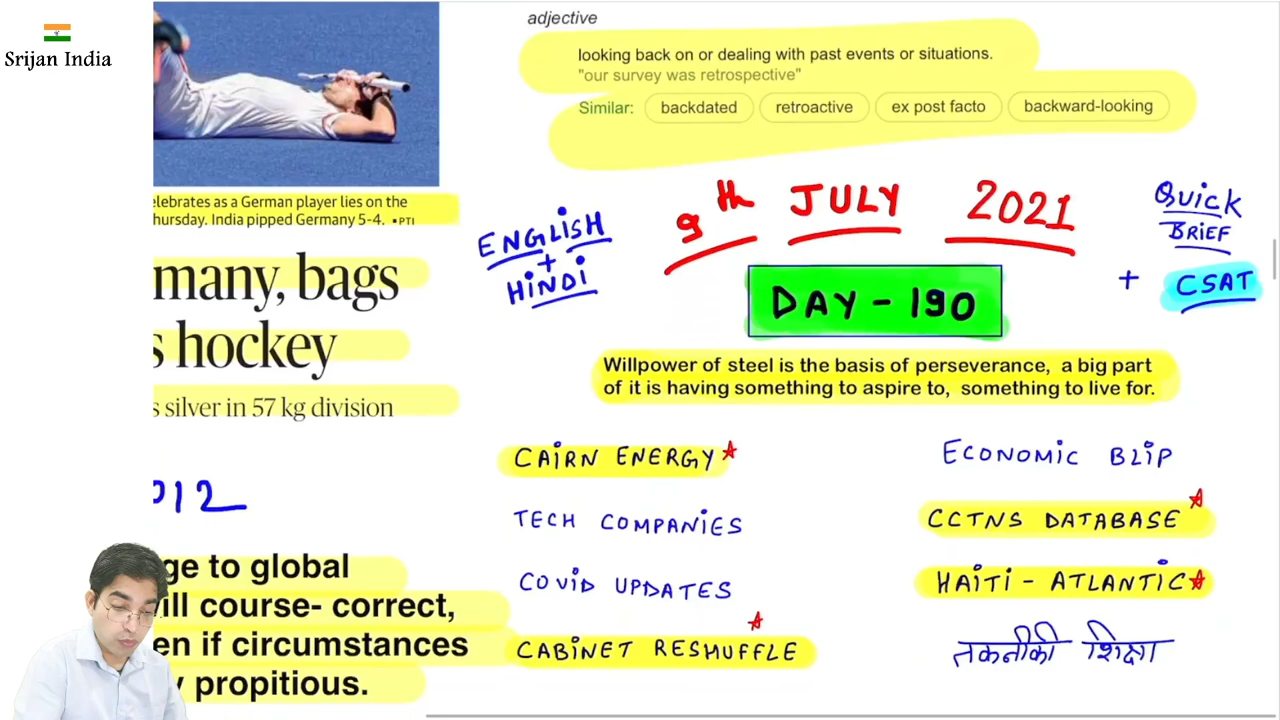 Srijan India
adjective
looking back on or dealing with past events or situations.
"our survey was retrospective"
Similar: backdated retroactive ex post facto backward-looking
elebrates as a German player lies on the
hursday. India pipped Germany 5-4. ▪PTI
many, bags
s hockey
s silver in 57 kg division
012
ge to global
ill course- correct,
en if circumstances
y propitious.
9th JULY 2021
ENGLISH
+
HINDI
Quick
BRIEF
+ CSAT
DAY - 190
Willpower of steel is the basis of perseverance, a big part
of it is having something to aspire to, something to live for.
CAIRN ENERGY
TECH COMPANIES
COVID UPDATES
CABINET RESHUFFLE
ECONOMIC BLIP
CCTNS DATABASE
HAITI - ATLANTIC
तकनीकी शिक्षा